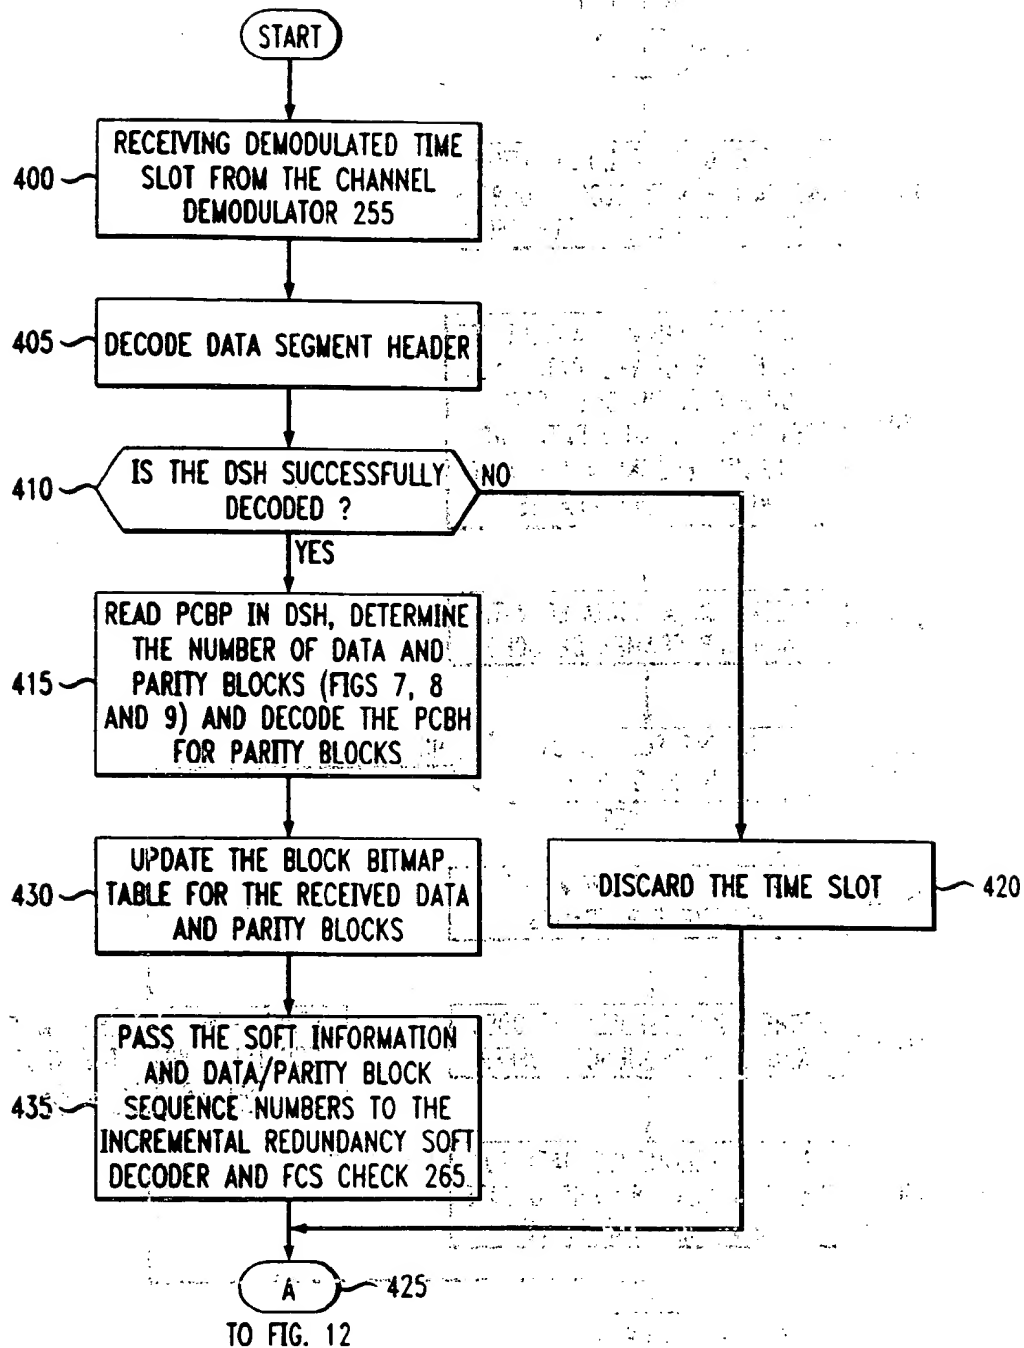 START
400
RECEIVING DEMODULATED TIME
SLOT FROM THE CHANNEL
DEMODULATOR 255
405
DECODE DATA SEGMENT HEADER
410
IS THE DSH SUCCESSFULLY
DECODED ?
NO
YES
415
READ PCBP IN DSH, DETERMINE
THE NUMBER OF DATA AND
PARITY BLOCKS (FIGS 7, 8
AND 9) AND DECODE THE PCBH
FOR PARITY BLOCKS
430
UPDATE THE BLOCK BITMAP
TABLE FOR THE RECEIVED DATA
AND PARITY BLOCKS
DISCARD THE TIME SLOT
420
435
PASS THE SOFT INFORMATION
AND DATA/PARITY BLOCK
SEQUENCE NUMBERS TO THE
INCREMENTAL REDUNDANCY SOFT
DECODER AND FCS CHECK 265
A
425
TO FIG. 12